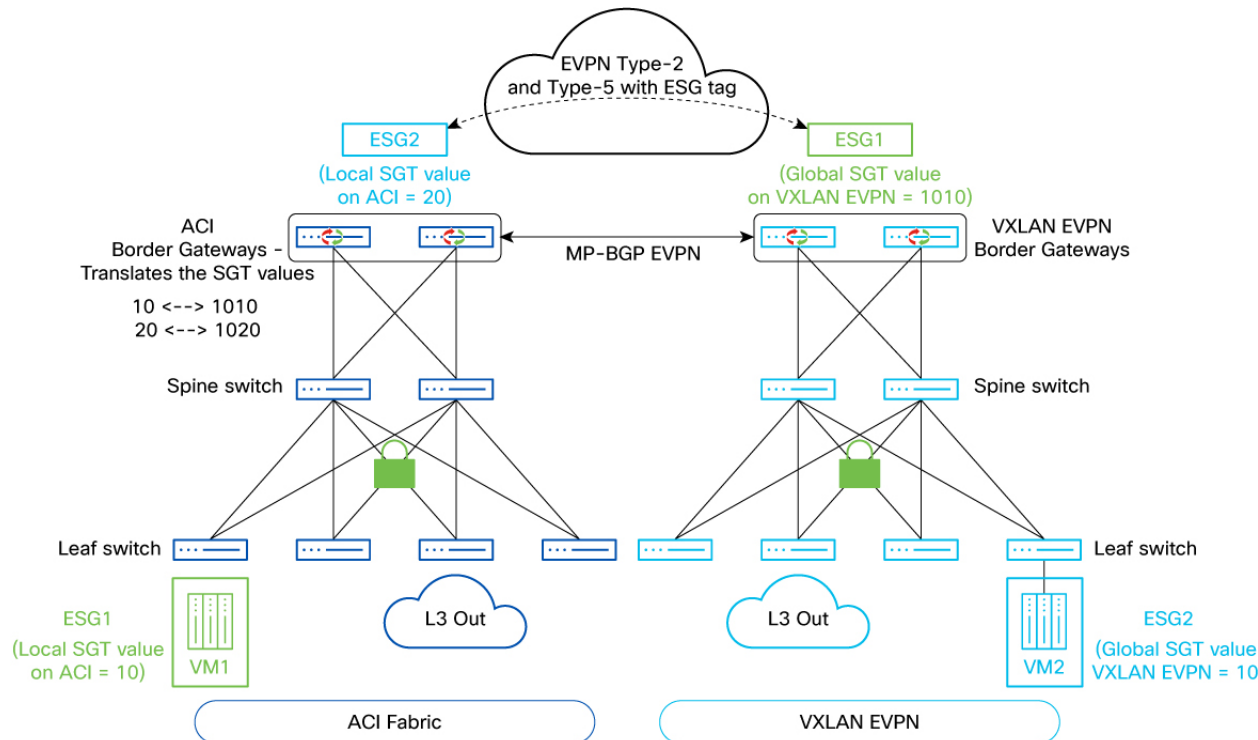 EVPN Type-2
and Type-5 with ESG tag
ESG2
(Local SGT value
on ACI = 20)
ESG1
(Global SGT value
on VXLAN EVPN = 1010)
ACI
Border Gateways –
Translates the SGT values
10 <--> 1010
20 <--> 1020
MP-BGP EVPN
VXLAN EVPN
Border Gateways
Spine switch
Spine switch
Leaf switch
Leaf switch
ESG1
(Local SGT value
on ACI = 10)
VM1
L3 Out
L3 Out
VM2
ESG2
(Global SGT value
VXLAN EVPN = 10
ACI Fabric
VXLAN EVPN